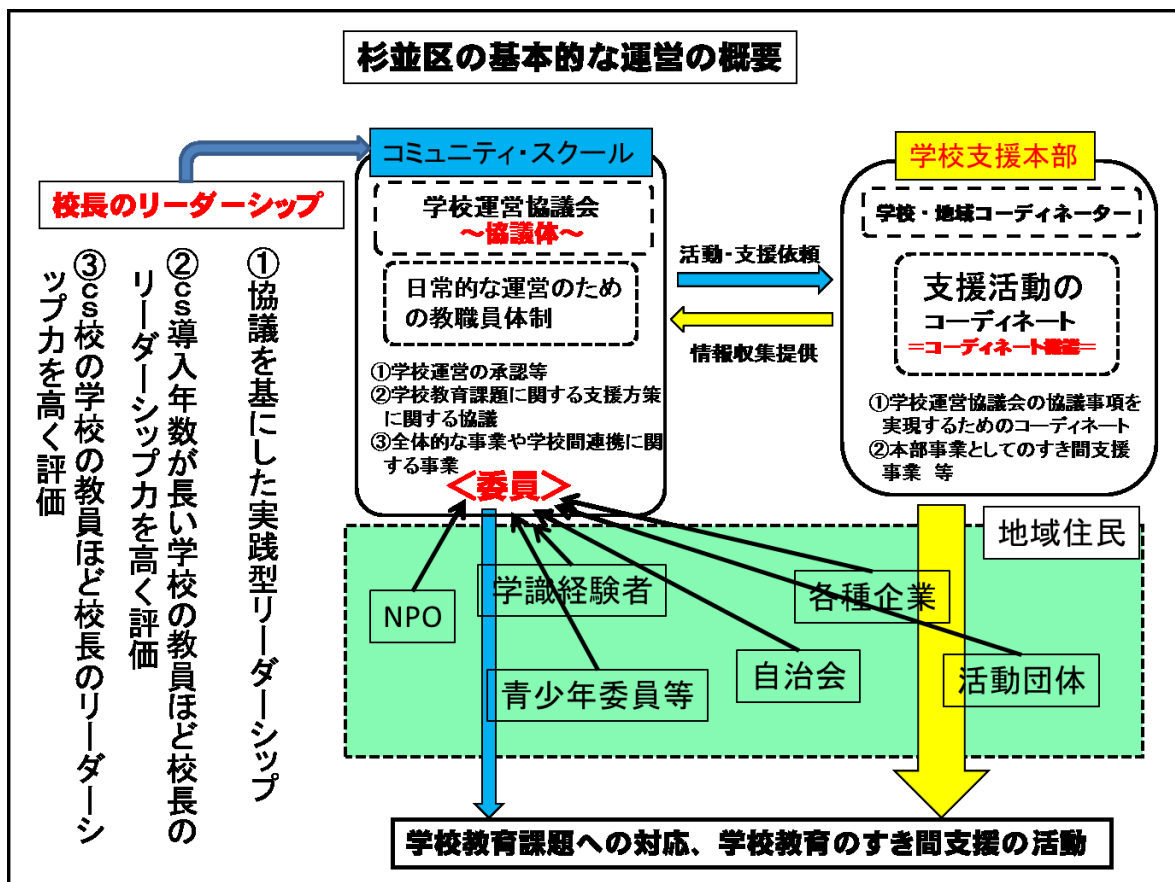 杉並区の基本的な運営の概要
校長のリーダーシップ
①協議を基にした実践型リーダーシップ
②cs導入年数が長い学校の教員ほど校長の
リーダーシップ力を高く評価
③cs校の学校の教員ほど校長のリーダーシ
ップ力を高く評価
コミュニティ・スクール
学校運営協議会
～協議体～
日常的な運営のため
の教職員体制
①学校運営の承認等
②学校教育課題に関する支援方策
に関する協議
③全体的な事業や学校間連携に関
する事業
＜委員＞
活動・支援依頼
情報収集提供
学校支援本部
学校・地域コーディネーター
支援活動の
コーディネート
=コーディネート機能=
①学校運営協議会の協議事項を
実現するためのコーディネート
②本部事業としてのすき間支援
事業 等
地域住民
NPO
学識経験者
各種企業
青少年委員等
自治会
活動団体
学校教育課題への対応、学校教育のすき間支援の活動